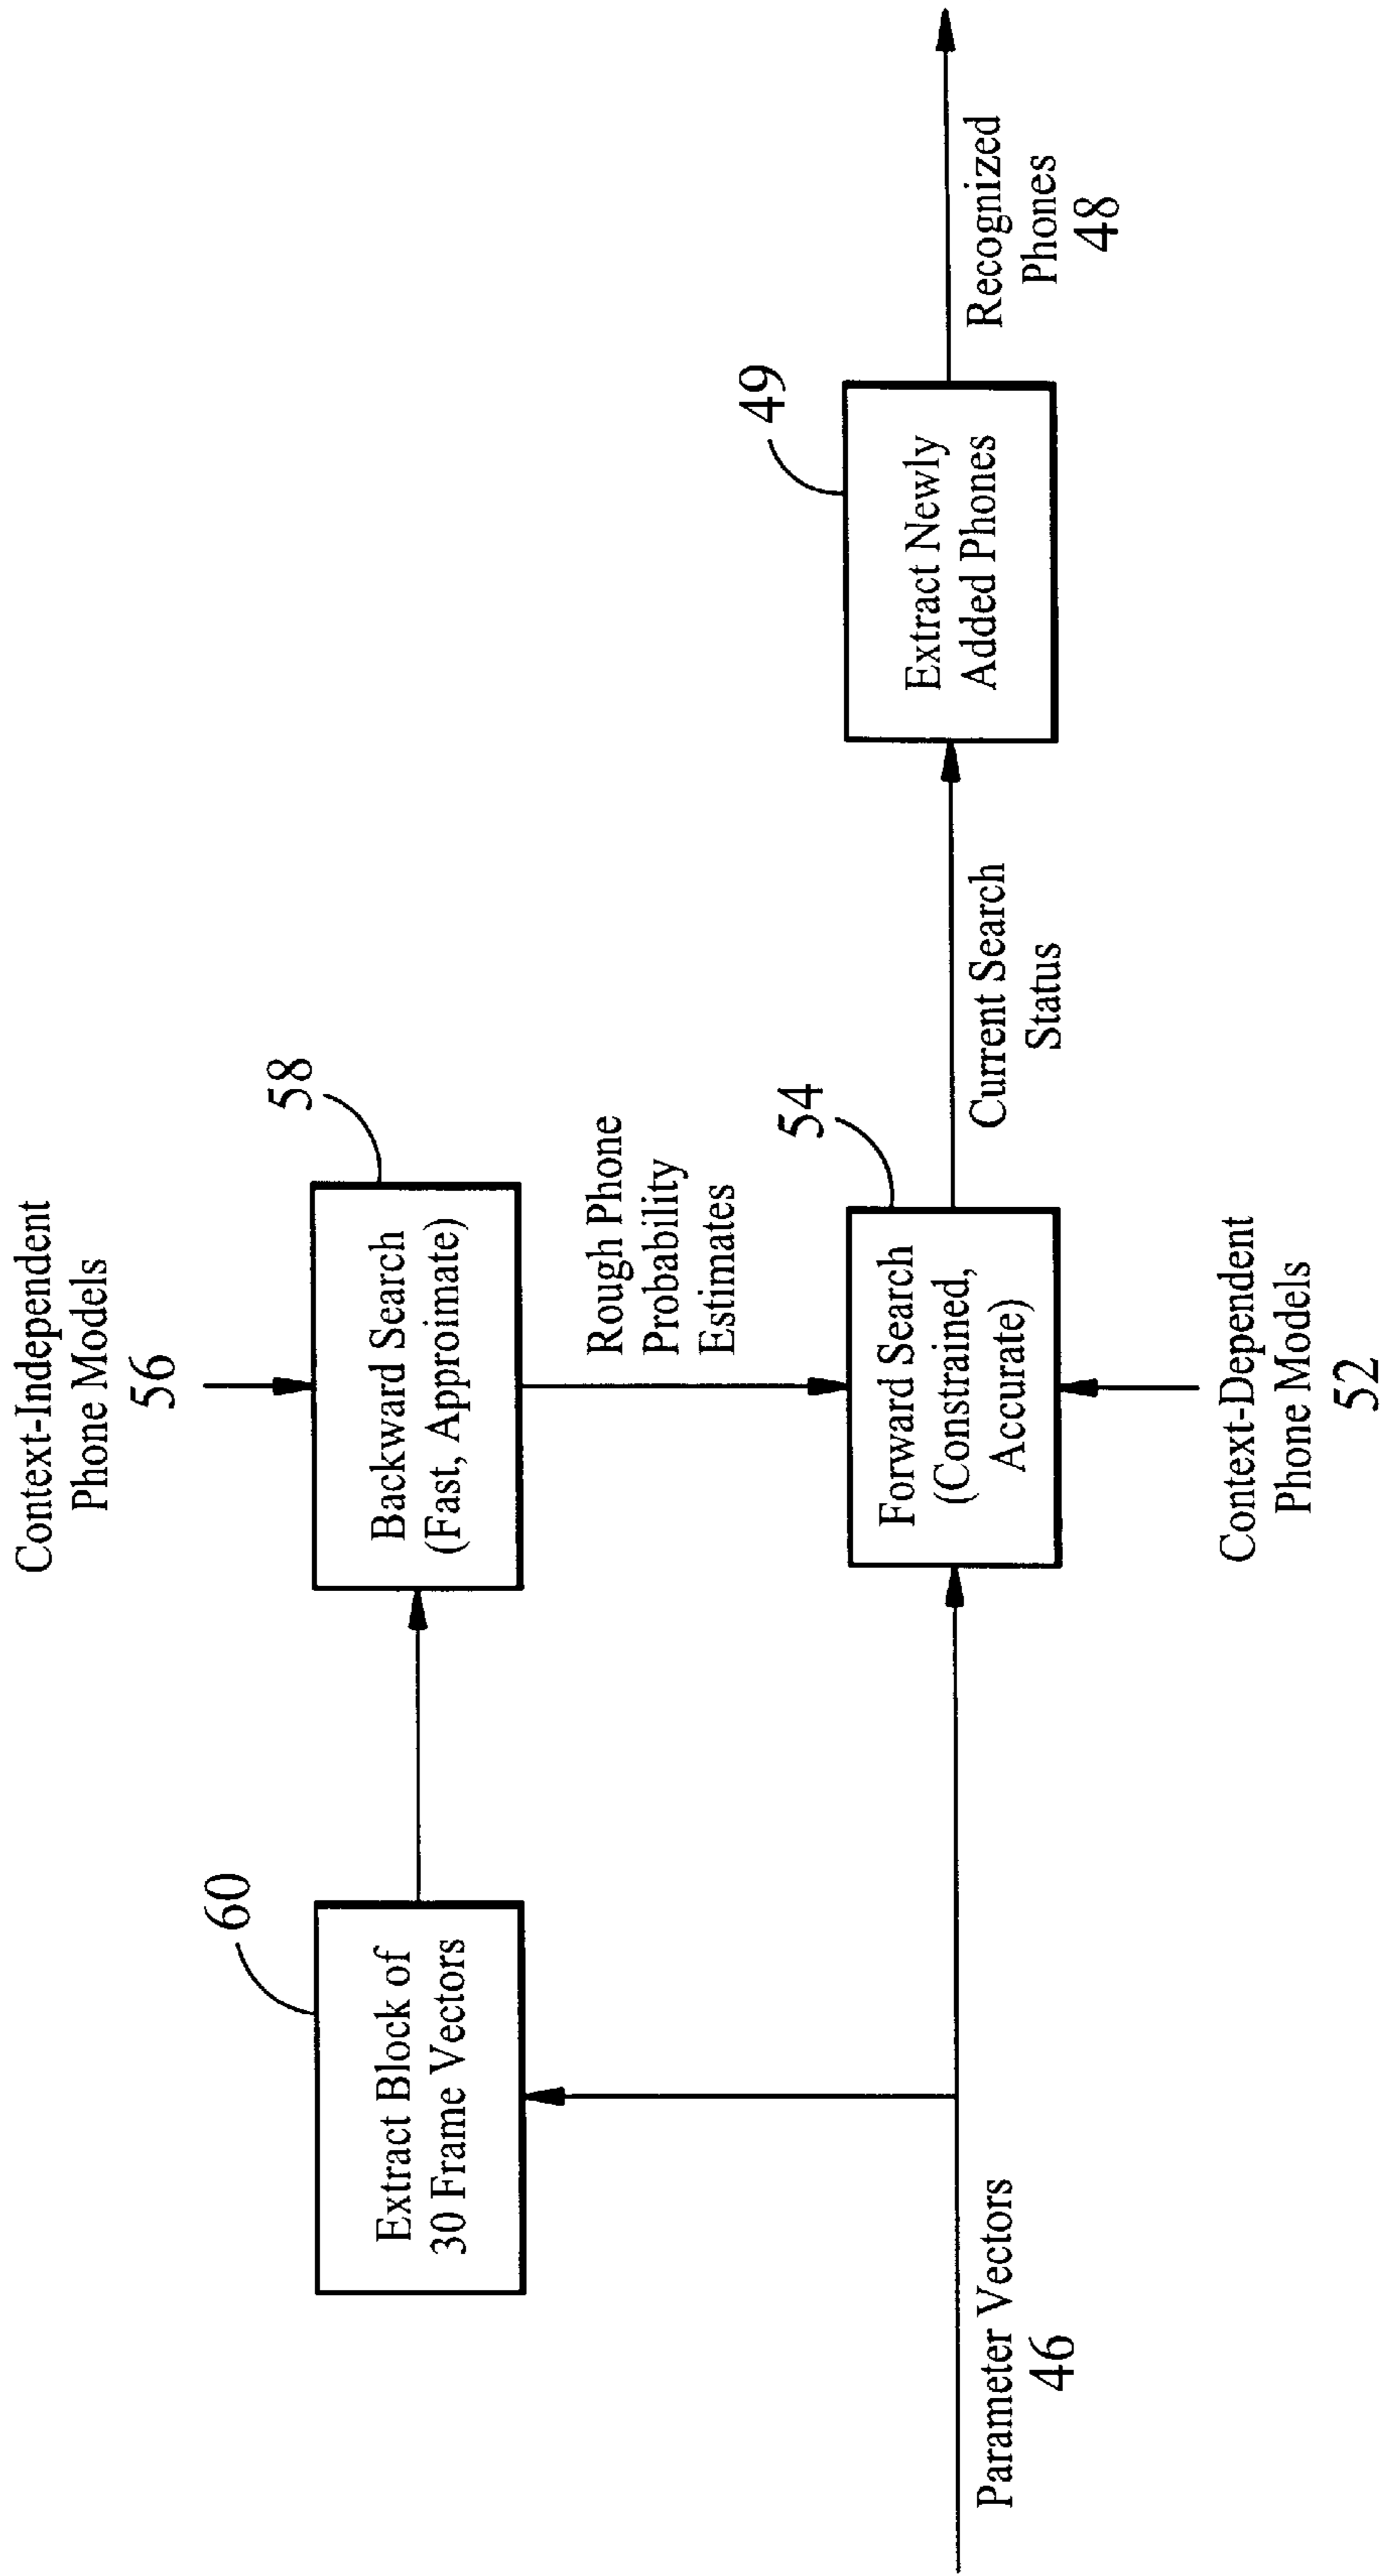 Context-Independent
Phone Models
56
60
Extract Block of
30 Frame Vectors
58
Backward Search
(Fast, Approimate)
Rough Phone
Probability
Estimates
Parameter Vectors
46
54
Forward Search
(Constrained,
Accurate)
Context-Dependent
Phone Models
52
Current Search
Status
49
Extract Newly
Added Phones
Recognized
Phones
48